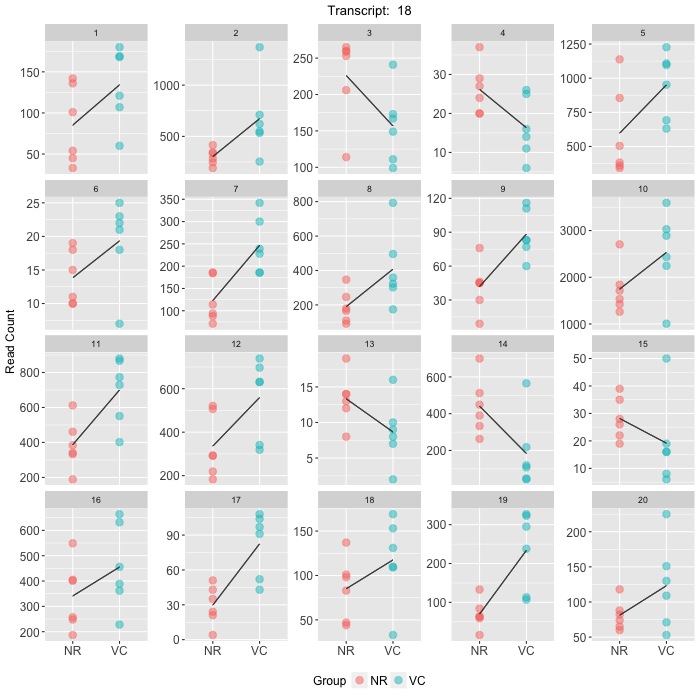 Transcript: 18
1 2 3 4 5
150 100 50
1000 500
250 200 150 100
30 20 10
1250 1000 750 500
6 7 8 9 10
25 20 15 10
350 300 250 200 150 100
800 600 400 200
120 90 60 30
3000 2000 1000
Read Count
11 12 13 14 15
800 600 400 200
600 400 200
15 10 5
600 400 200
50 40 30 20 10
16 17 18 19 20
600 500 400 300 200
90 60 30 0
150 100 50
300 200 100
200 150 100 50
NR VC NR VC NR VC NR VC NR VC
Group NR VC